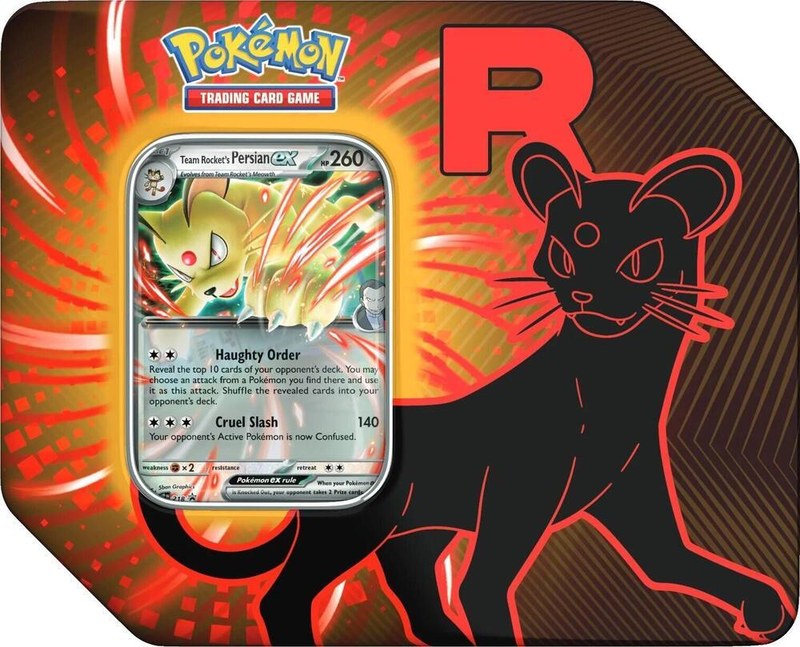 POKÉMON
TRADING CARD GAME
R
Team Rocket's Persian ex HP 260
Evolves from Team Rocket's Meowth
Haughty Order
Reveal the top 10 cards of your opponent's deck. You may
choose an attack from a Pokémon you find there and use
it as this attack. Shuffle the revealed cards into your
opponent's deck.
Cruel Slash 140
Your opponent's Active Pokémon is now Confused.
weakness ×2 resistance retreat
Pokémon ex rule When your Pokémon
is Knocked Out, your opponent takes 2 Prize cards
5ban Graphics
218